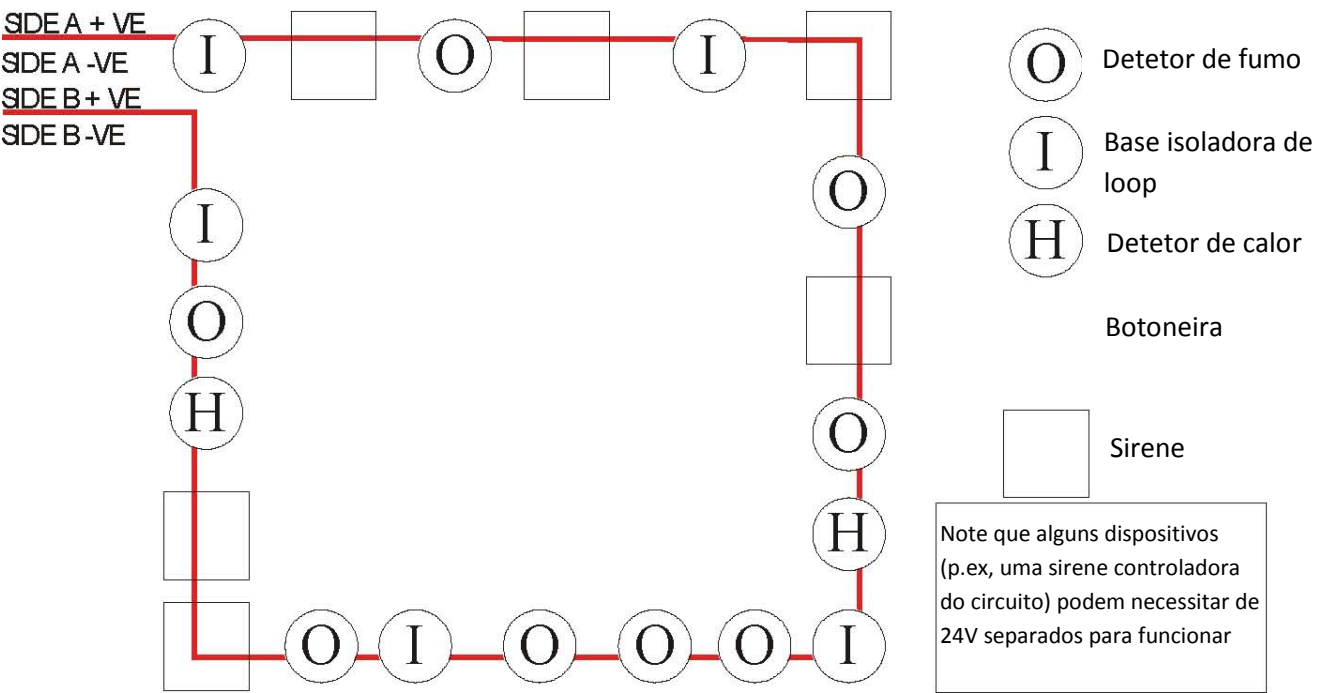 SIDE A + VE
SIDE A -VE
SIDE B + VE
SIDE B -VE
I
O
I
O
O
H
I
O
O
O
I
O
H
O
I
O
Detetor de fumo
I
Base isoladora de
loop
H
Detetor de calor
Botoneira
Sirene
Note que alguns dispositivos
(p.ex, uma sirene controladora
do circuito) podem necessitar de
24V separados para funcionar